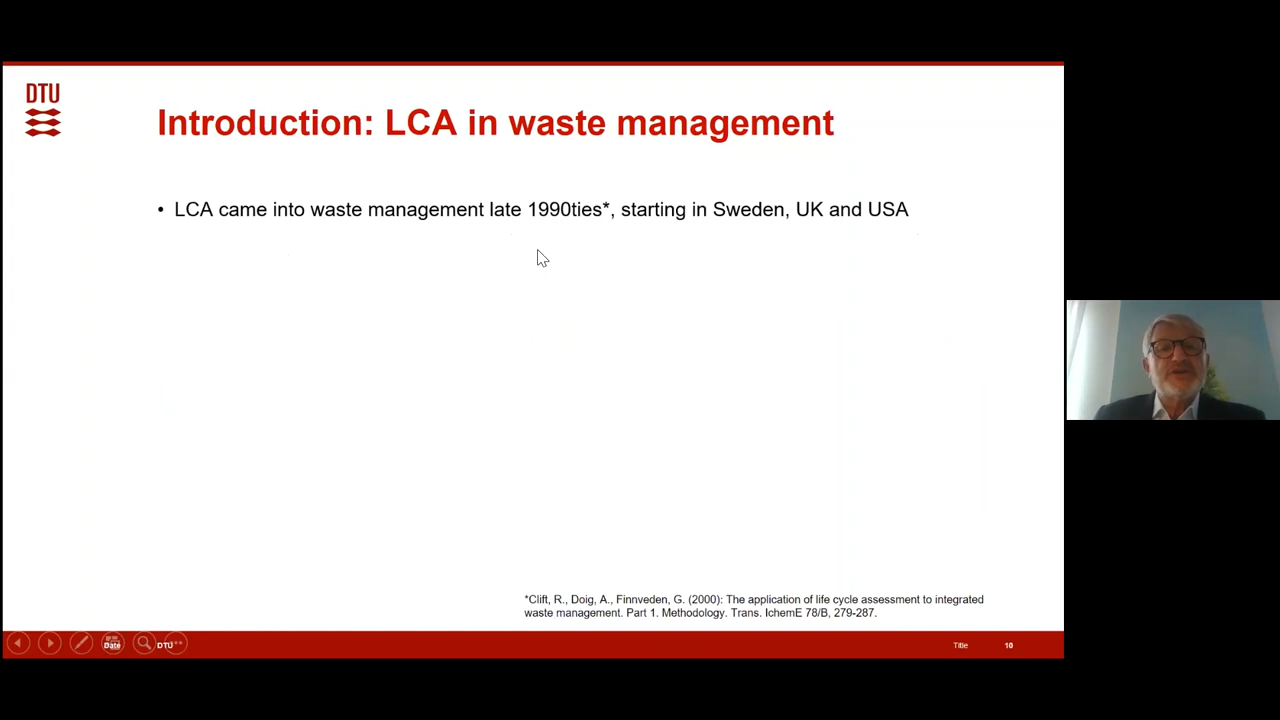 DTU
Introduction: LCA in waste management
• LCA came into waste management late 1990ties*, starting in Sweden, UK and USA
*Clift, R., Doig, A., Finnveden, G. (2000): The application of life cycle assessment to integrated
waste management. Part 1. Methodology. Trans. IchemE 78/B, 279-287.
Date DTU Title 10